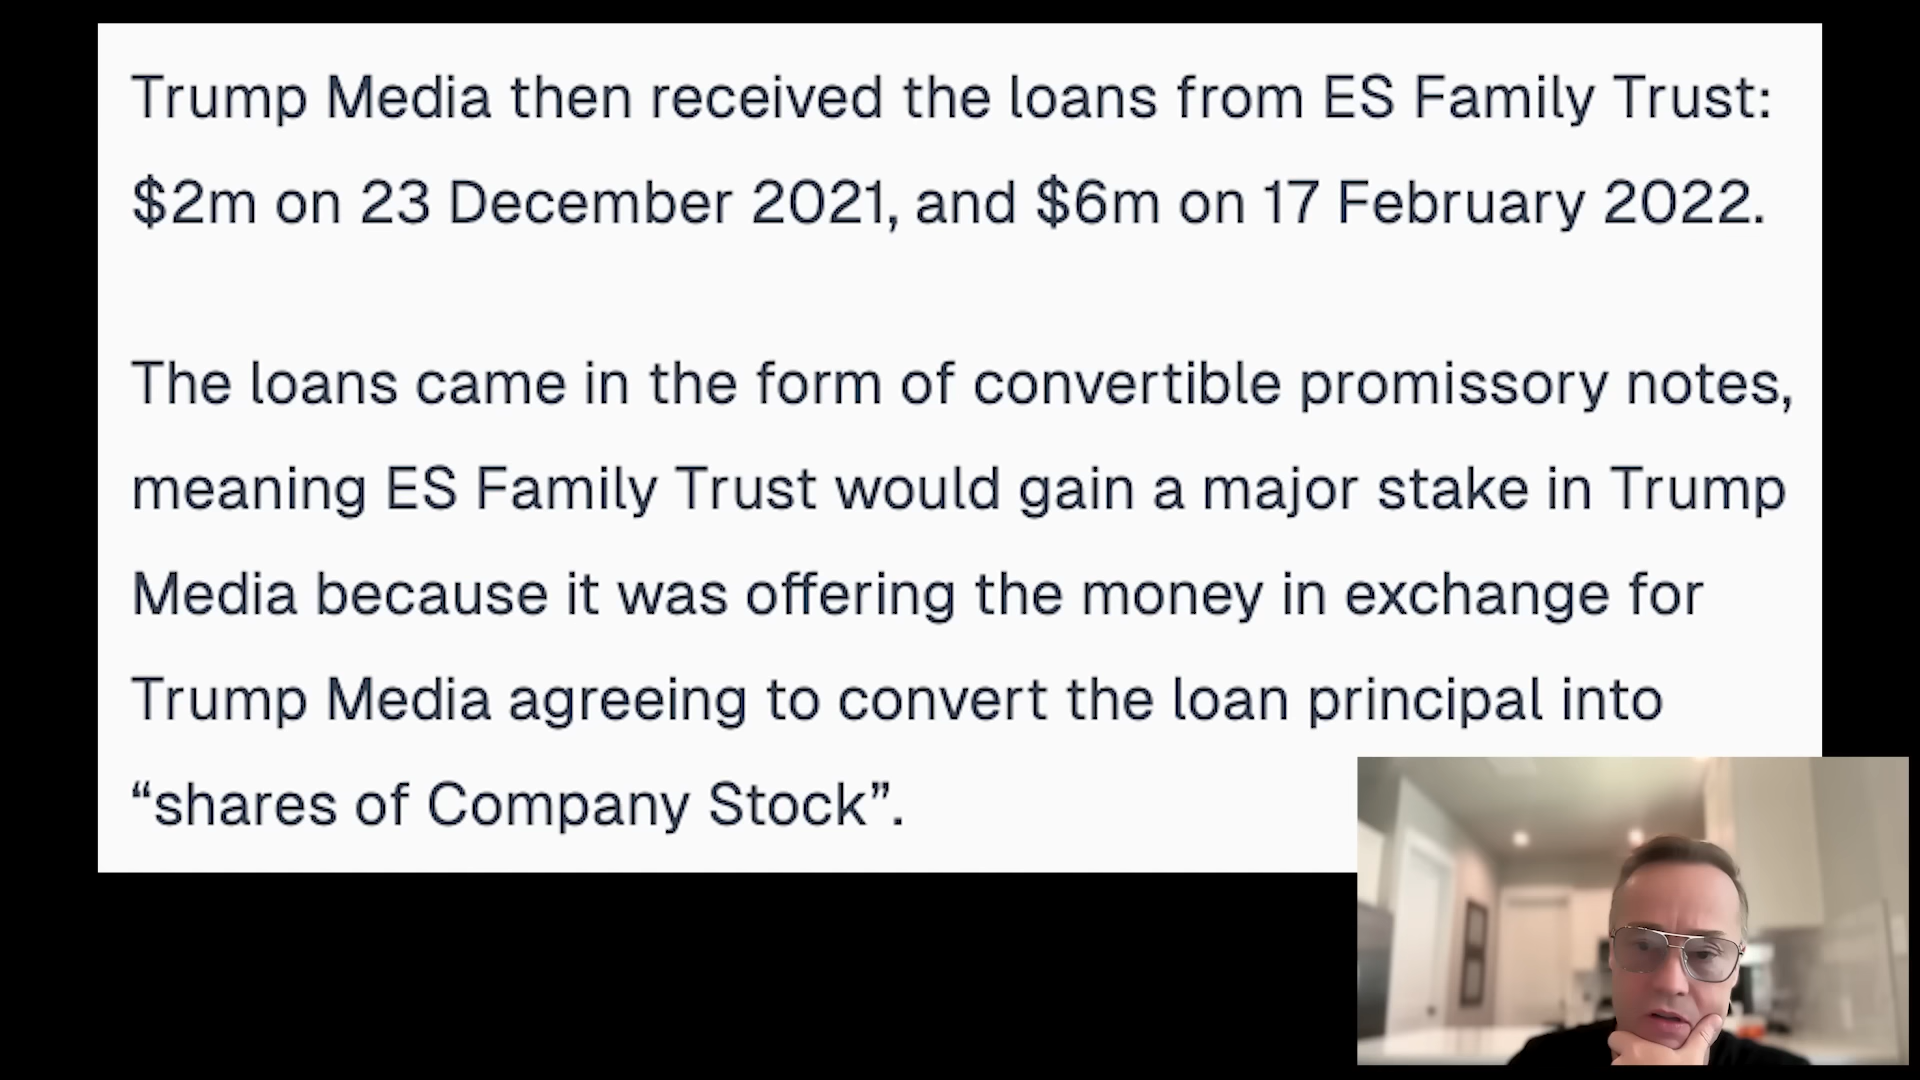 Trump Media then received the loans from ES Family Trust:
$2m on 23 December 2021, and $6m on 17 February 2022.
The loans came in the form of convertible promissory notes,
meaning ES Family Trust would gain a major stake in Trump
Media because it was offering the money in exchange for
Trump Media agreeing to convert the loan principal into
“shares of Company Stock”.